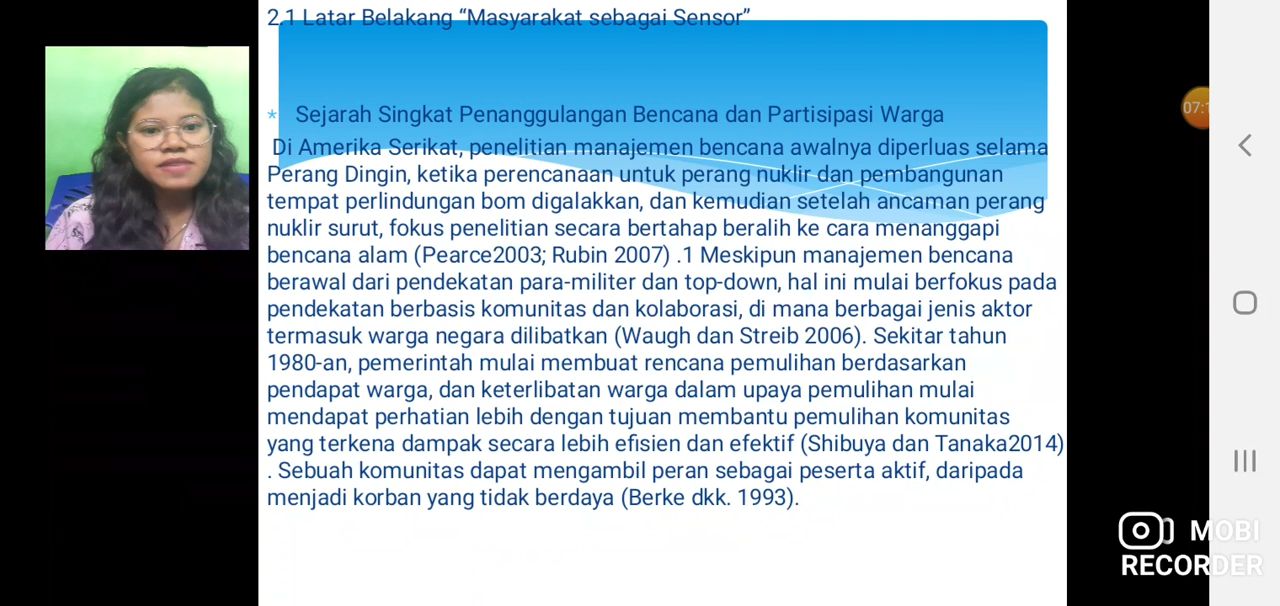 2.1 Latar Belakang “Masyarakat sebagai Sensor”
* Sejarah Singkat Penanggulangan Bencana dan Partisipasi Warga
Di Amerika Serikat, penelitian manajemen bencana awalnya diperluas selama
Perang Dingin, ketika perencanaan untuk perang nuklir dan pembangunan
tempat perlindungan bom digalakkan, dan kemudian setelah ancaman perang
nuklir surut, fokus penelitian secara bertahap beralih ke cara menanggapi
bencana alam (Pearce2003; Rubin 2007) .1 Meskipun manajemen bencana
berawal dari pendekatan para-militer dan top-down, hal ini mulai berfokus pada
pendekatan berbasis komunitas dan kolaborasi, di mana berbagai jenis aktor
termasuk warga negara dilibatkan (Waugh dan Streib 2006). Sekitar tahun
1980-an, pemerintah mulai membuat rencana pemulihan berdasarkan
pendapat warga, dan keterlibatan warga dalam upaya pemulihan mulai
mendapat perhatian lebih dengan tujuan membantu pemulihan komunitas
yang terkena dampak secara lebih efisien dan efektif (Shibuya dan Tanaka2014)
. Sebuah komunitas dapat mengambil peran sebagai peserta aktif, daripada
menjadi korban yang tidak berdaya (Berke dkk. 1993).
MOBI
RECORDER